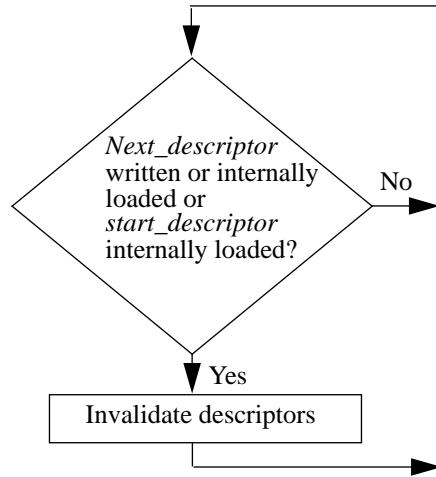 Next_descriptor
written or internally
loaded or
start_descriptor
internally loaded?
No
Yes
Invalidate descriptors